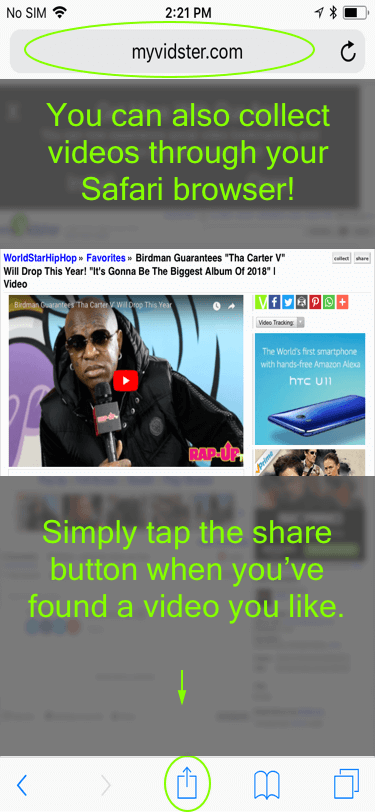 No SIM 2:21 PM
myvidster.com
You can also collect
videos through your
Safari browser!
WorldStarHipHop » Favorites » Birdman Guarantees "Tha Carter V"
Will Drop This Year! "It's Gonna Be The Biggest Album Of 2018" |
Video
collect share
Birdman Guarantees 'Tha Carter V' Will Drop This Year
Video Tracking:
The World's first smartphone
with hands-free Amazon Alexa
hTC U11
RAP-UP
Prime
Simply tap the share
button when you've
found a video you like.